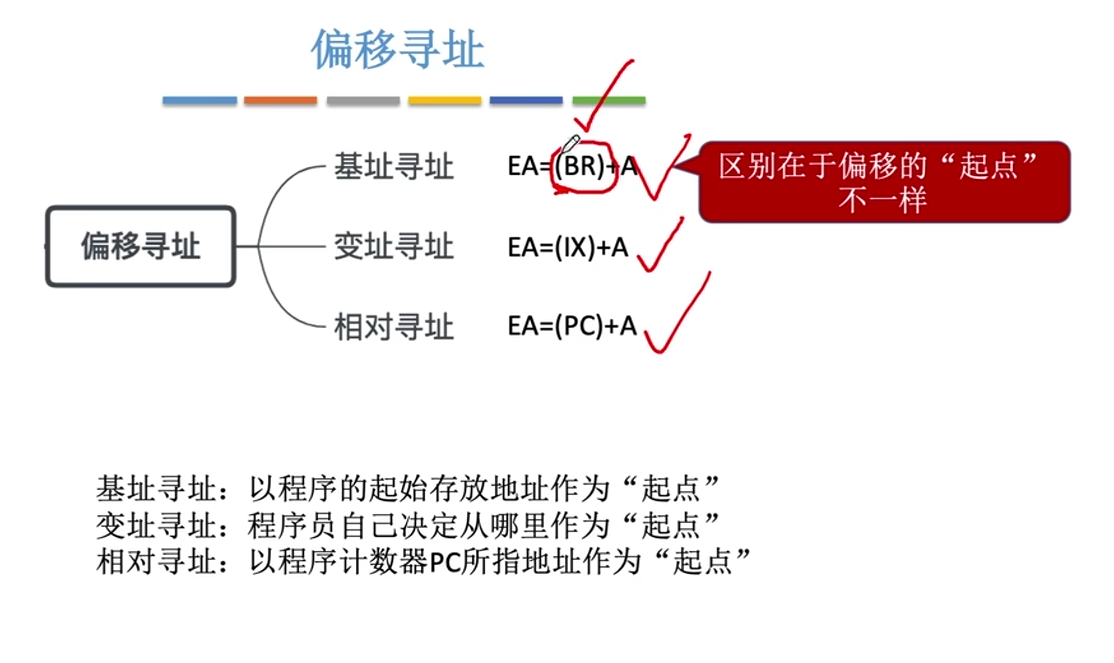 偏移寻址
基址寻址 EA=(BR)+A
区别在于偏移的“起点”
不一样
偏移寻址
变址寻址 EA=(IX)+A
相对寻址 EA=(PC)+A
基址寻址：以程序的起始存放地址作为“起点”
变址寻址：程序员自己决定从哪里作为“起点”
相对寻址：以程序计数器PC所指地址作为“起点”